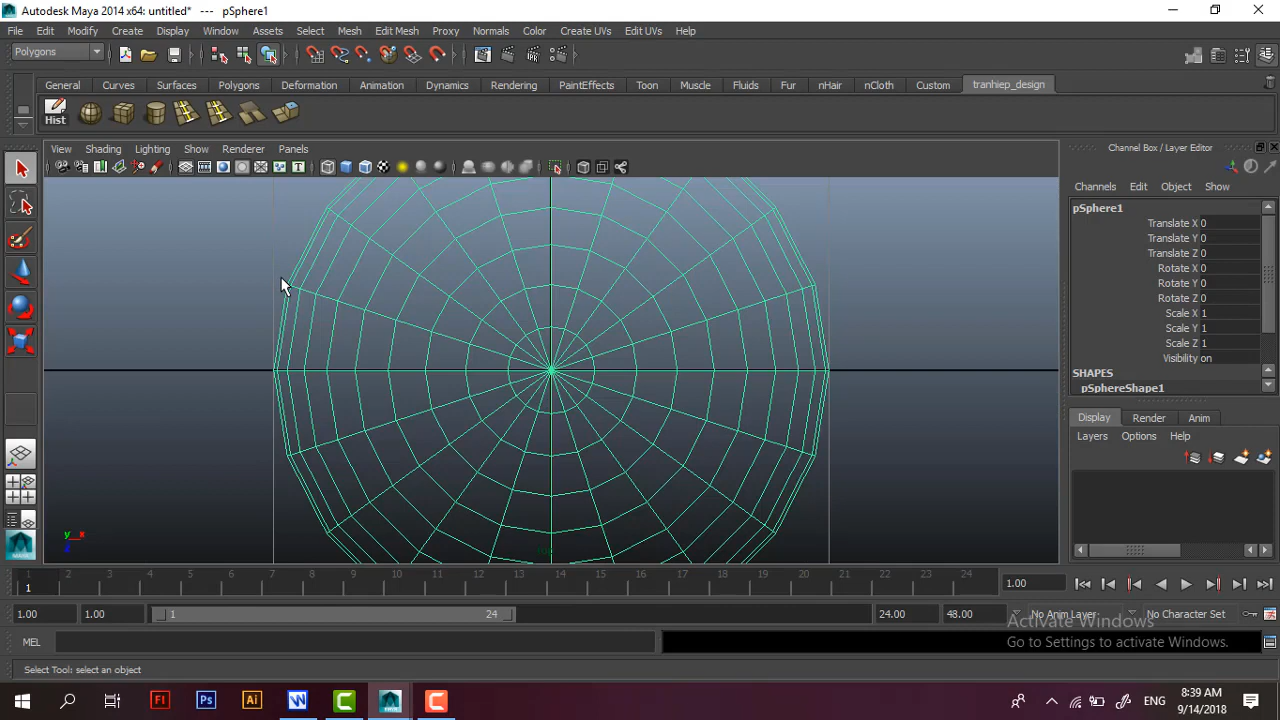 Autodesk Maya 2014 x64: untitled* --- pSphere1
File Edit Modify Create Display Window Assets Select Mesh Edit Mesh Proxy Normals Color Create UVs Edit UVs Help
Polygons
General Curves Surfaces Polygons Deformation Animation Dynamics Rendering PaintEffects Toon Muscle Fluids Fur nHair nCloth Custom tranhiep_design
Hist
View Shading Lighting Show Renderer Panels
Channel Box / Layer Editor
Channels Edit Object Show
pSphere1
Translate X 0
Translate Y 0
Translate Z 0
Rotate X 0
Rotate Y 0
Rotate Z 0
Scale X 1
Scale Y 1
Scale Z 1
Visibility on
SHAPES
pSphereShape1
Display Render Anim
Layers Options Help
y x
top
1 2 3 4 5 6 7 8 9 10 11 12 13 14 15 16 17 18 19 20 21 22 23 24
1
1.00
1.00 1.00 1 24 24.00 48.00 No Anim Layer No Character Set
Activate Windows
Go to Settings to activate Windows.
MEL
Select Tool: select an object
Fl Ps Ai W C C
ENG
8:39 AM
9/14/2018